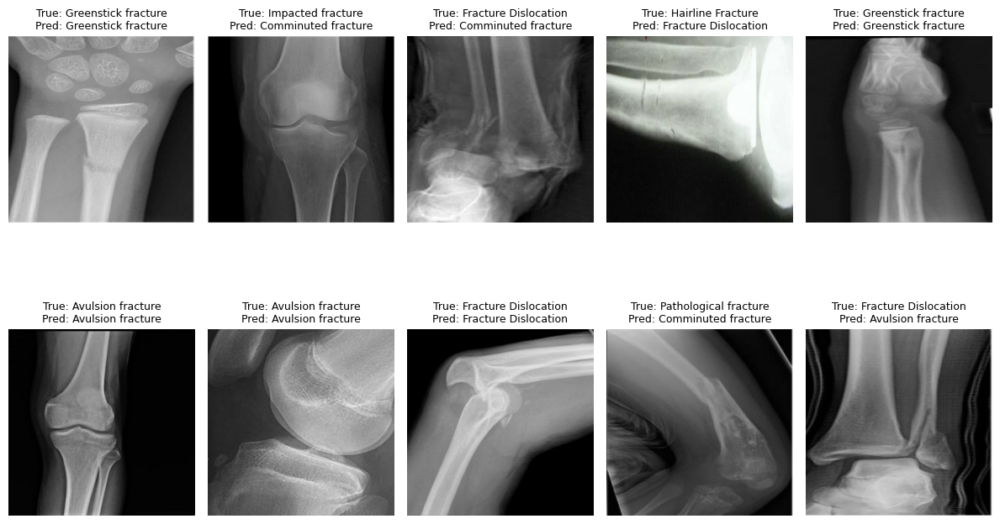 True: Greenstick fracture
Pred: Greenstick fracture
True: Impacted fracture
Pred: Comminuted fracture
True: Fracture Dislocation
Pred: Comminuted fracture
True: Hairline Fracture
Pred: Fracture Dislocation
True: Greenstick fracture
Pred: Greenstick fracture
True: Avulsion fracture
Pred: Avulsion fracture
True: Avulsion fracture
Pred: Avulsion fracture
True: Fracture Dislocation
Pred: Fracture Dislocation
True: Pathological fracture
Pred: Comminuted fracture
True: Fracture Dislocation
Pred: Avulsion fracture